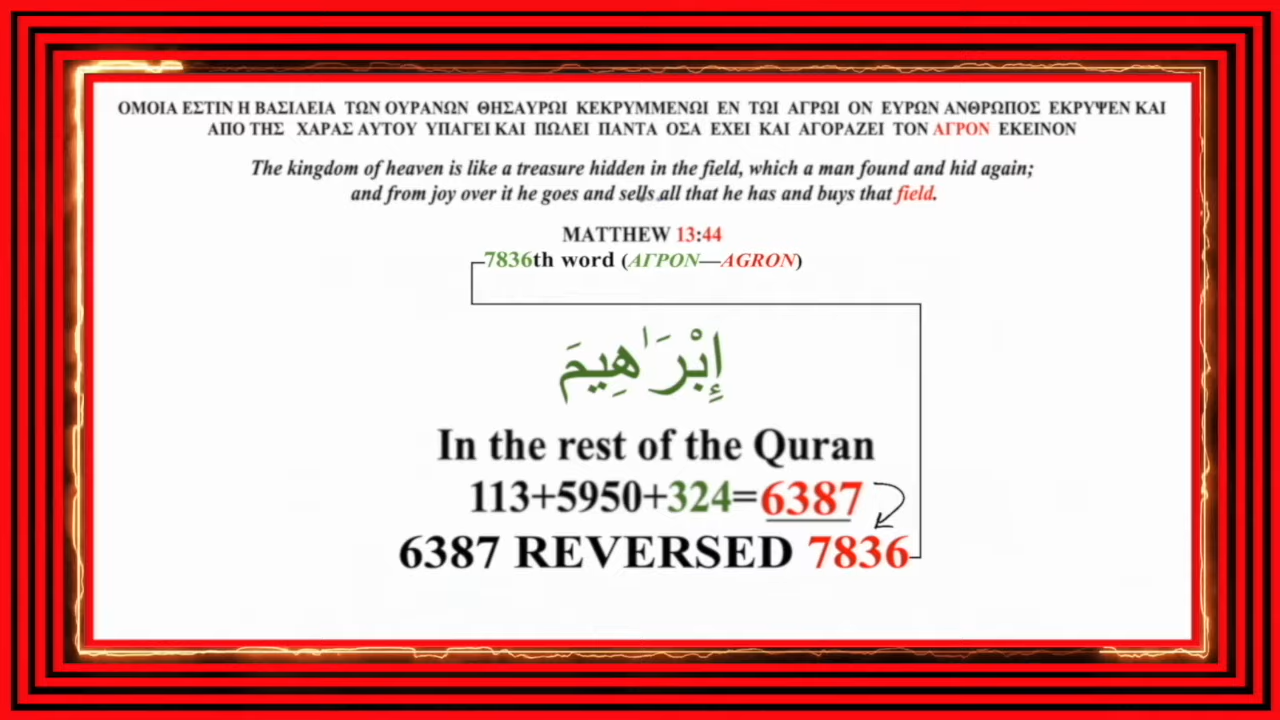 ΟΜΟΙΑ ΕΣΤΙΝ Η ΒΑΣΙΛΕΙΑ ΤΩΝ ΟΥΡΑΝΩΝ ΘΗΣΑΥΡΩΙ ΚΕΚΡΥΜΜΕΝΩΙ ΕΝ ΤΩΙ ΑΓΡΩΙ ΟΝ ΕΥΡΩΝ ΑΝΘΡΩΠΟΣ ΕΚΡΥΨΕΝ ΚΑΙ
ΑΠΟ ΤΗΣ ΧΑΡΑΣ ΑΥΤΟΥ ΥΠΑΓΕΙ ΚΑΙ ΠΩΛΕΙ ΠΑΝΤΑ ΟΣΑ ΕΧΕΙ ΚΑΙ ΑΓΟΡΑΖΕΙ ΤΟΝ ΑΓΡΟΝ ΕΚΕΙΝΟΝ
The kingdom of heaven is like a treasure hidden in the field, which a man found and hid again;
and from joy over it he goes and sells all that he has and buys that field.
MATTHEW 13:44
7836th word (ΑΓΡΟΝ—AGRON)
إِبْرَٰهِيمَ
In the rest of the Quran
113+5950+324=6387
6387 REVERSED 7836